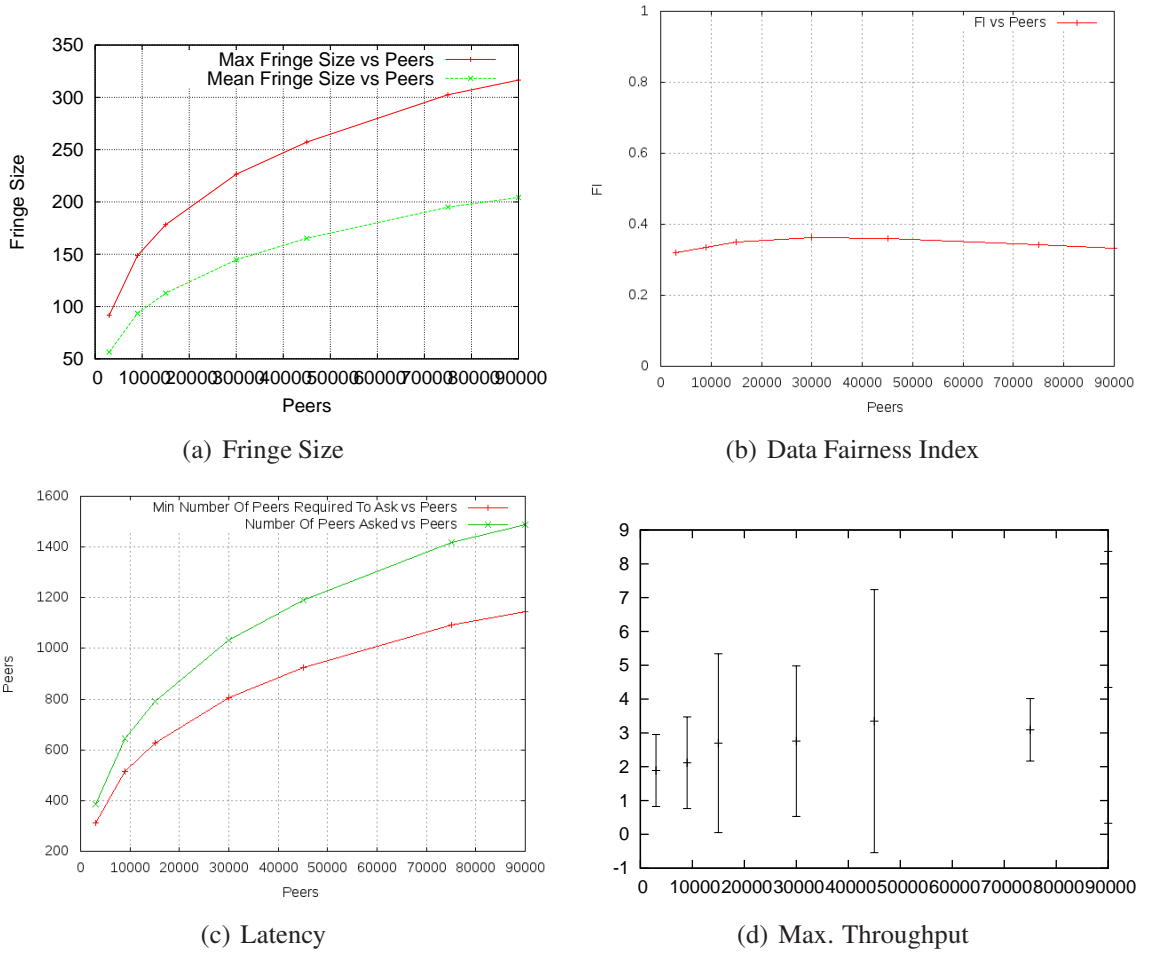 350
300
250
200
150
100
50
Fringe Size
Max Fringe Size vs Peers
Mean Fringe Size vs Peers
0 10000 20000 30000 40000 50000 60000 70000 80000 90000
Peers
(a) Fringe Size
1
0.8
0.6
0.4
0.2
0
FI
FI vs Peers
0 10000 20000 30000 40000 50000 60000 70000 80000 90000
Peers
(b) Data Fairness Index
1600
1400
1200
1000
800
600
400
200
Peers
Min Number Of Peers Required To Ask vs Peers
Number Of Peers Asked vs Peers
0 10000 20000 30000 40000 50000 60000 70000 80000 90000
Peers
(c) Latency
9
8
7
6
5
4
3
2
1
0
-1
0 10000 20000 30000 40000 50000 60000 70000 80000 90000
(d) Max. Throughput